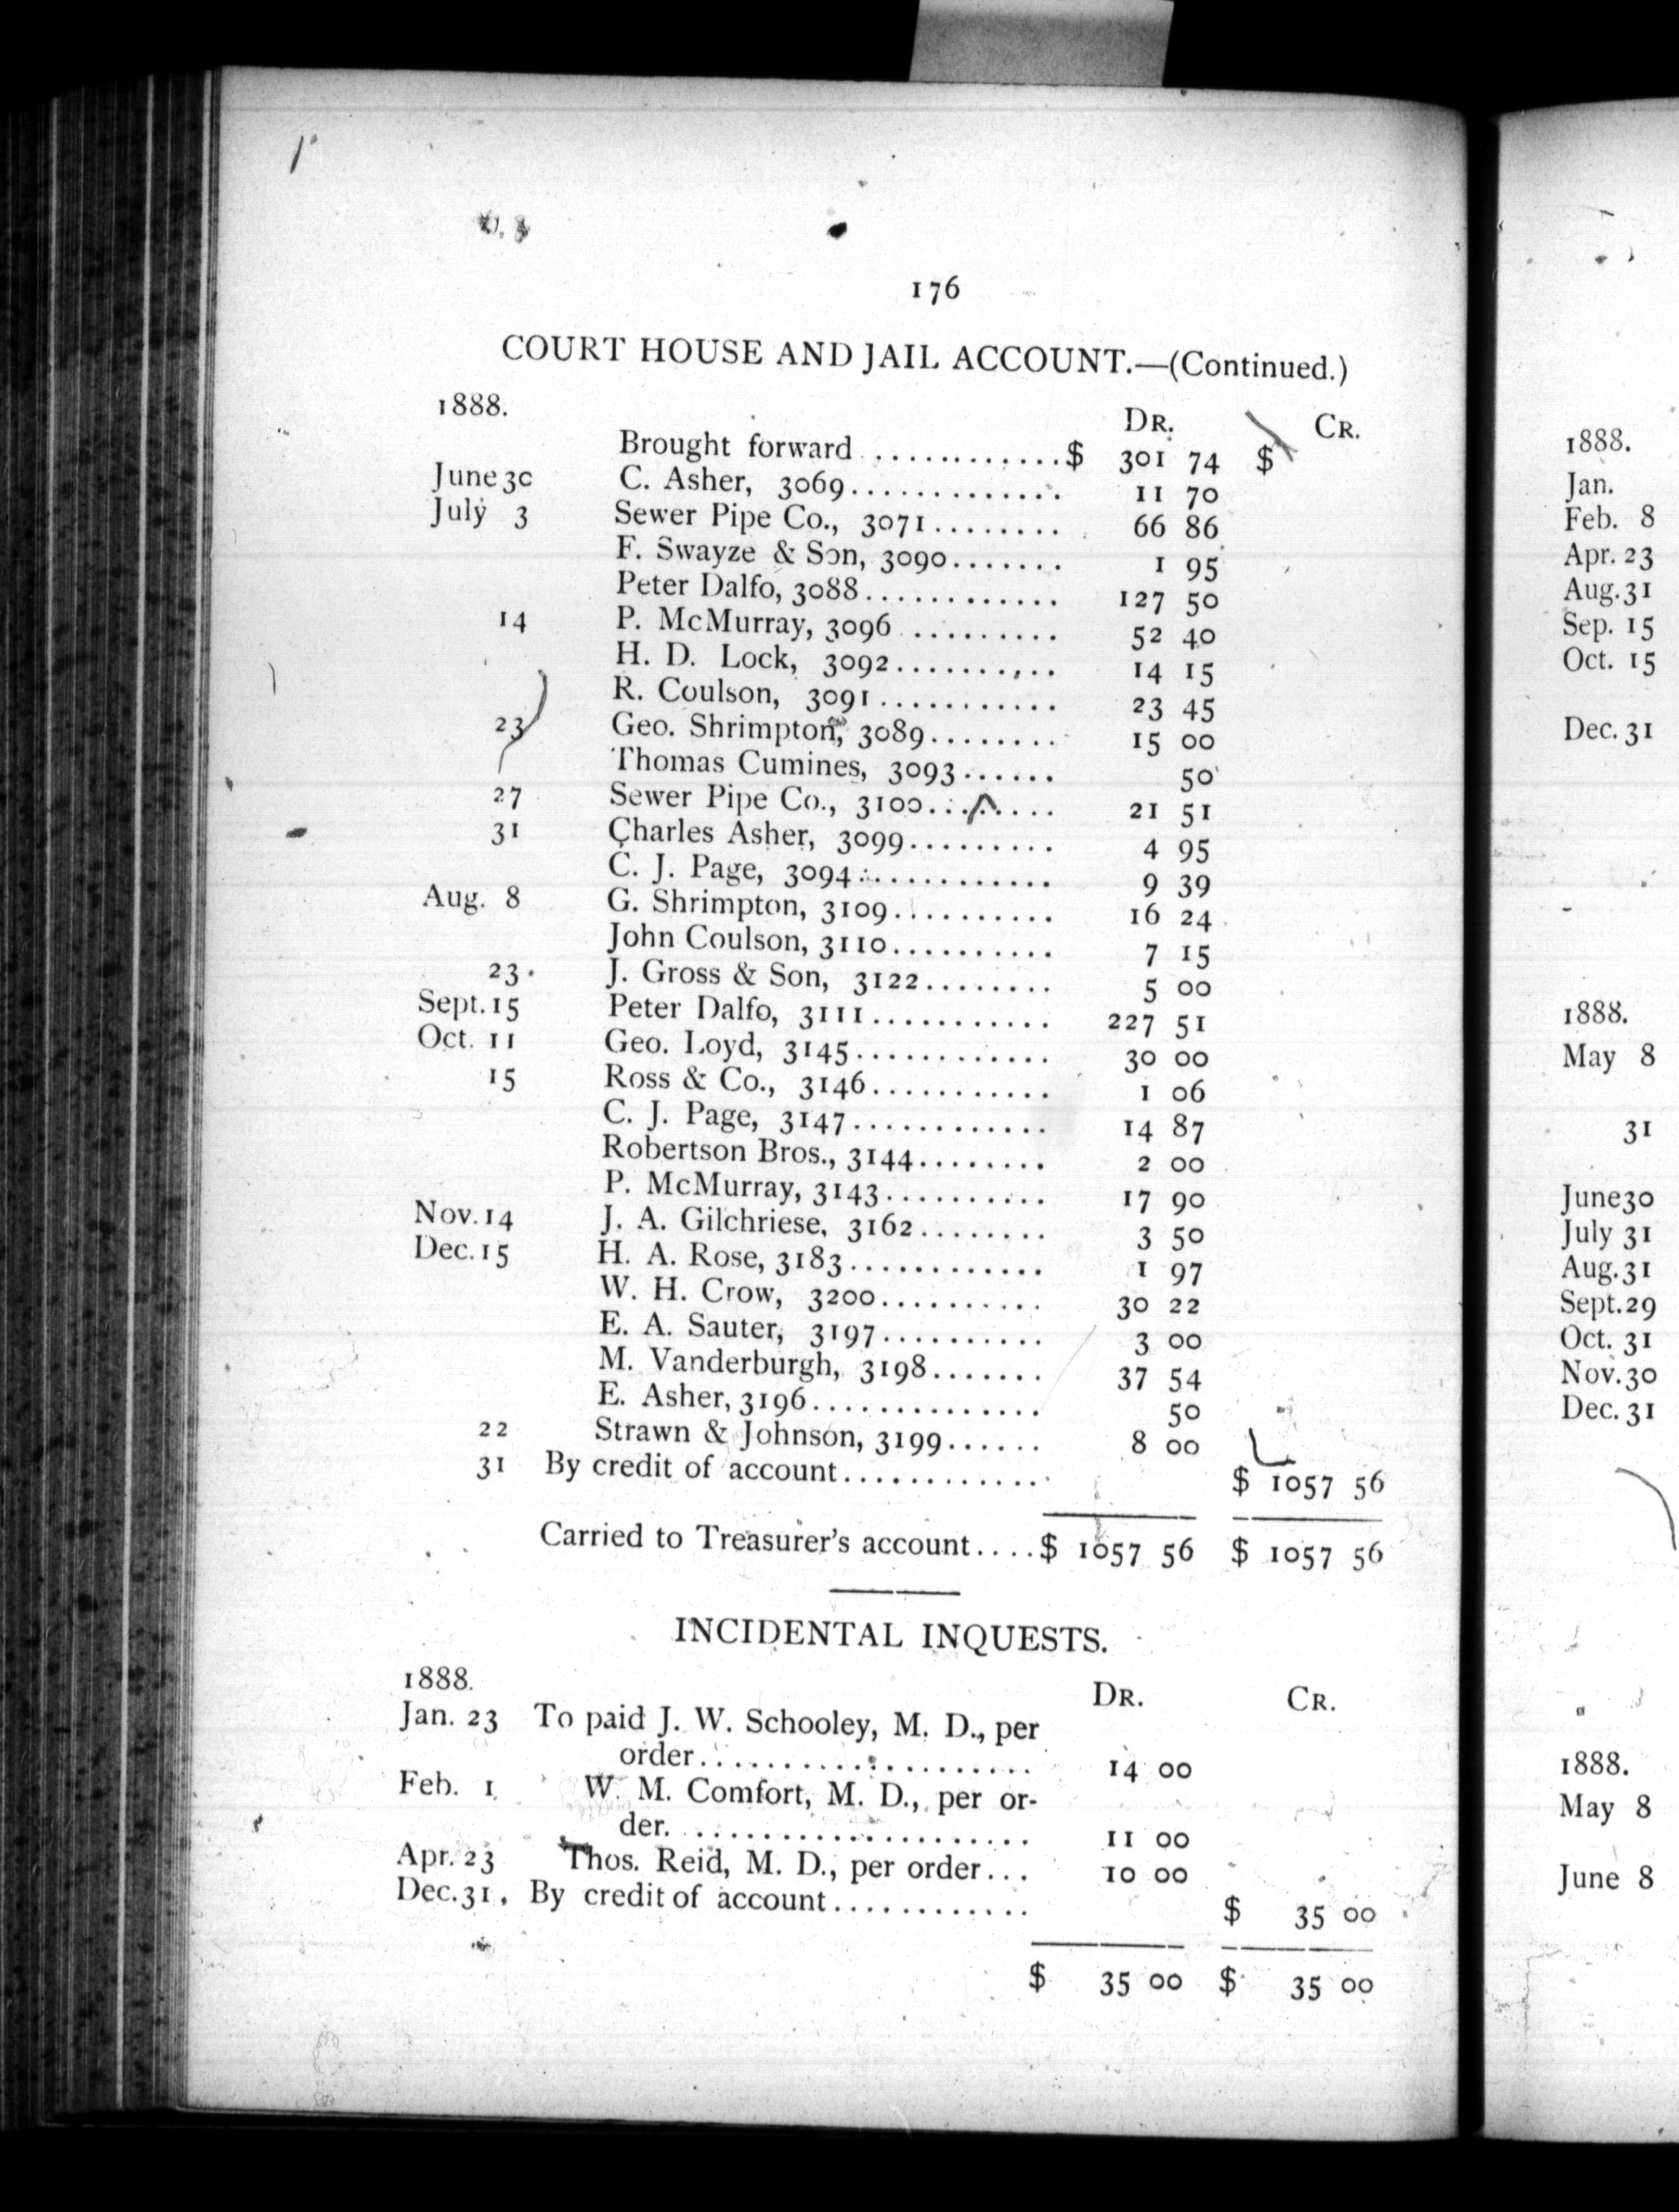 176
COURT HOUSE AND JAIL ACCOUNT.—(Continued.)
1888. DR. CR.
Brought forward ............$ 301 74 $
June 30 C. Asher, 3069............. 11 70
July 3 Sewer Pipe Co., 3071........ 66 86
F. Swayze & Son, 3090....... 1 95
Peter Dalfo, 3088............ 127 50
14 P. McMurray, 3096 ......... 52 40
H. D. Lock, 3092.......... 14 15
R. Coulson, 3091........... 23 45
23 Geo. Shrimpton, 3089........ 15 00
Thomas Cumines, 3093...... 50
27 Sewer Pipe Co., 3100........ 21 51
31 Charles Asher, 3099......... 4 95
C. J. Page, 3094............ 9 39
Aug. 8 G. Shrimpton, 3109.......... 16 24
John Coulson, 3110.......... 7 15
23 J. Gross & Son, 3122........ 5 00
Sept. 15 Peter Dalfo, 3111........... 227 51
Oct. 11 Geo. Loyd, 3145............ 30 00
15 Ross & Co., 3146........... 1 06
C. J. Page, 3147............ 14 87
Robertson Bros., 3144........ 2 00
P. McMurray, 3143.......... 17 90
Nov. 14 J. A. Gilchriese, 3162........ 3 50
Dec. 15 H. A. Rose, 3183............ 1 97
W. H. Crow, 3200.......... 30 22
E. A. Sauter, 3197.......... 3 00
M. Vanderburgh, 3198....... 37 54
E. Asher, 3196.............. 50
22 Strawn & Johnson, 3199...... 8 00
31 By credit of account............ $ 1057 56
Carried to Treasurer's account....$ 1057 56 $ 1057 56
INCIDENTAL INQUESTS.
1888. DR. CR.
Jan. 23 To paid J. W. Schooley, M. D., per
order.................... 14 00
Feb. 1 W. M. Comfort, M. D., per or-
der. .................... 11 00
Apr. 23 Thos. Reid, M. D., per order... 10 00
Dec. 31. By credit of account............ $ 35 00
$ 35 00 $ 35 00
1888.
Jan.
Feb. 8
Apr. 23
Aug. 31
Sep. 15
Oct. 15
Dec. 31
1888.
May 8
31
June 30
July 31
Aug. 31
Sept. 29
Oct. 31
Nov. 30
Dec. 31
1888.
May 8
June 8